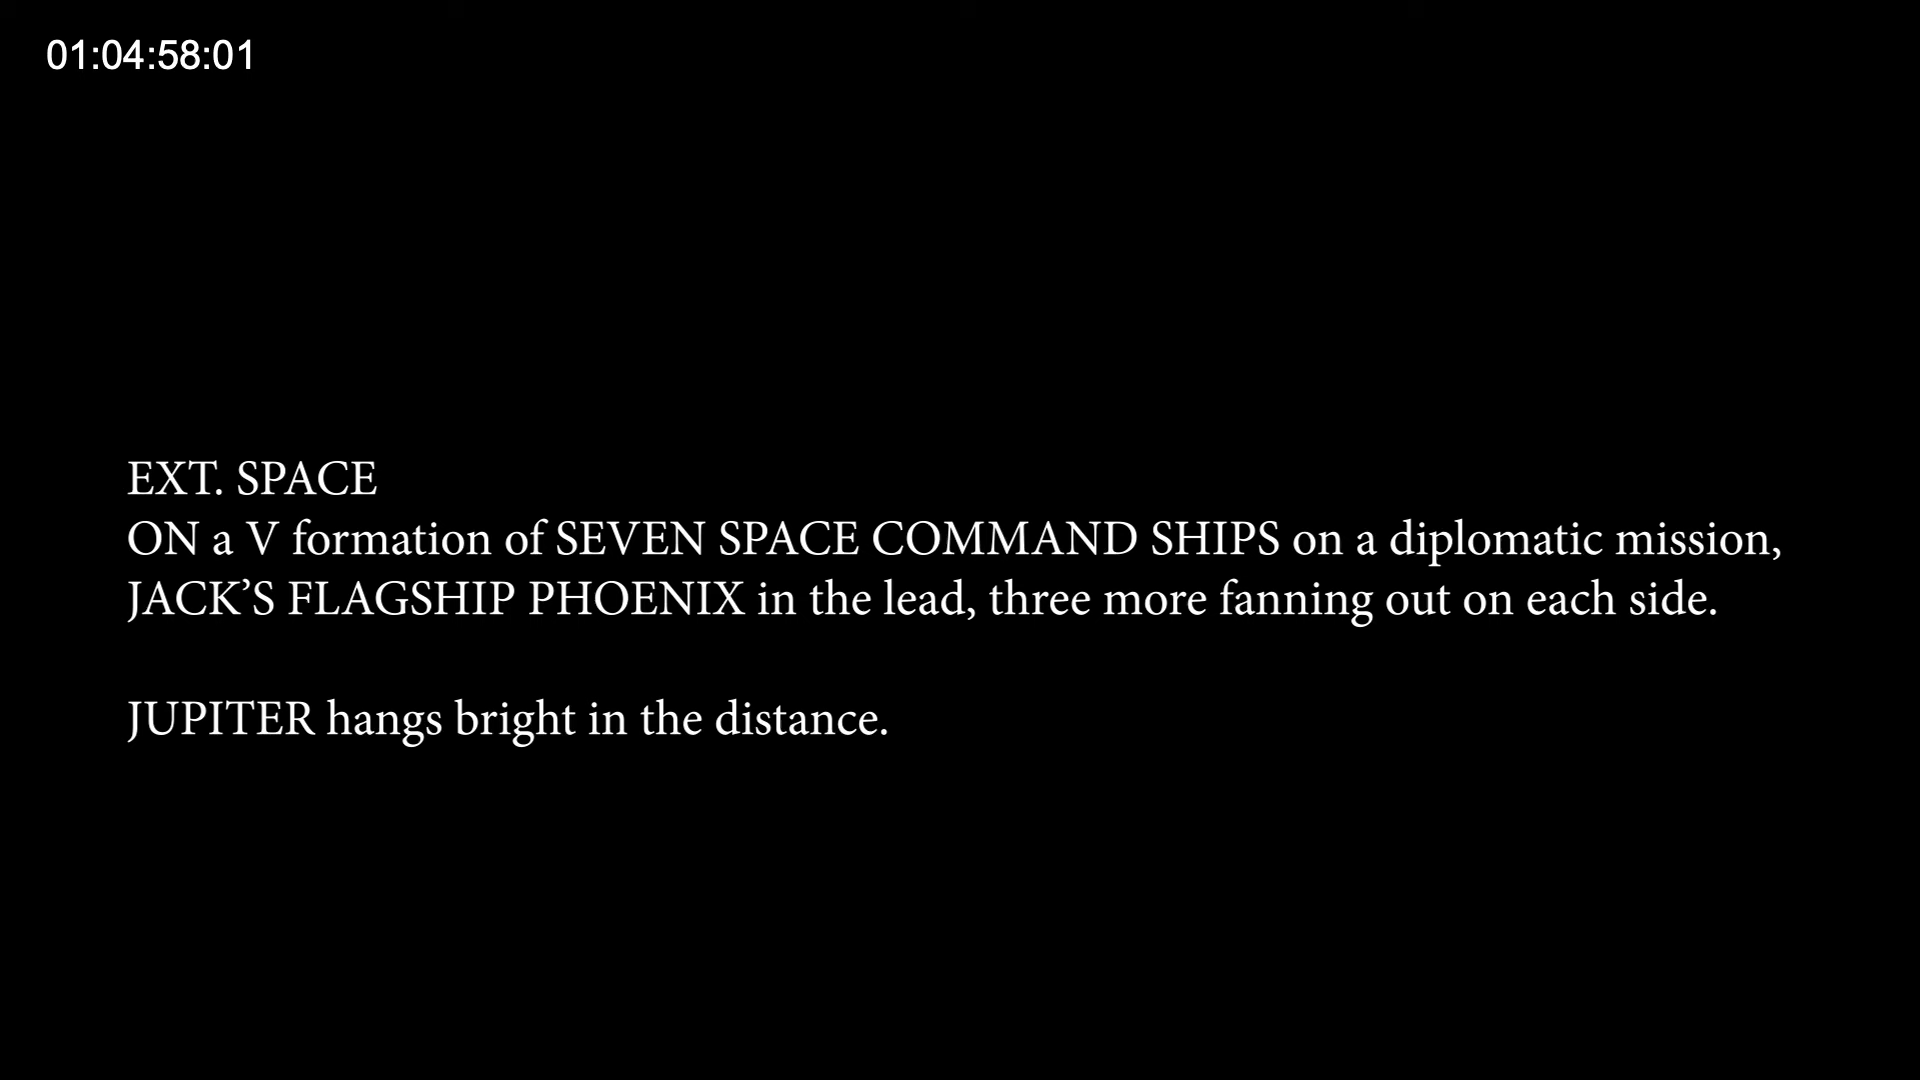 01:04:58:01
EXT. SPACE
ON a V formation of SEVEN SPACE COMMAND SHIPS on a diplomatic mission,
JACK’S FLAGSHIP PHOENIX in the lead, three more fanning out on each side.
JUPITER hangs bright in the distance.